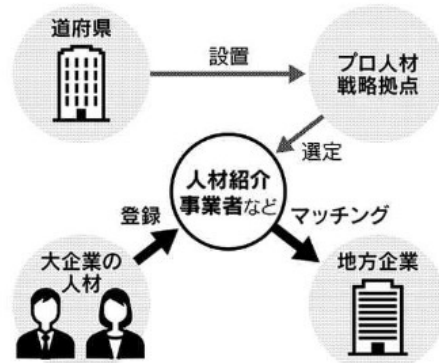 道府県
設置
プロ人材
戦略拠点
選定
人材紹介
事業者など
登録
マッチング
大企業の
人材
地方企業